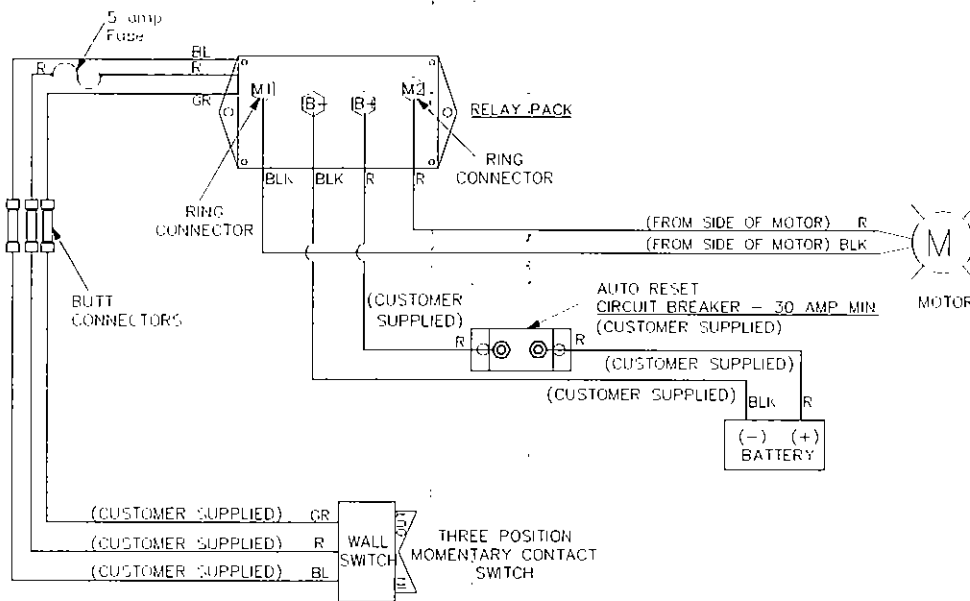 5 amp
Fuse
BL
R
R
GR
M1
B-
B+
M2
RELAY PACK
RING
CONNECTOR
BLK
BLK
R
R
RING
CONNECTOR
(FROM SIDE OF MOTOR) R
(FROM SIDE OF MOTOR) BLK
M
MOTOR
BUTT
CONNECTORS
(CUSTOMER
SUPPLIED)
AUTO RESET
CIRCUIT BREAKER - 30 AMP MIN
(CUSTOMER SUPPLIED)
R
R
(CUSTOMER SUPPLIED)
(CUSTOMER SUPPLIED)
BLK
R
(-) (+)
BATTERY
(CUSTOMER SUPPLIED) GR
(CUSTOMER SUPPLIED) R
(CUSTOMER SUPPLIED) BL
WALL
SWITCH
OUT
IN
THREE POSITION
MOMENTARY CONTACT
SWITCH